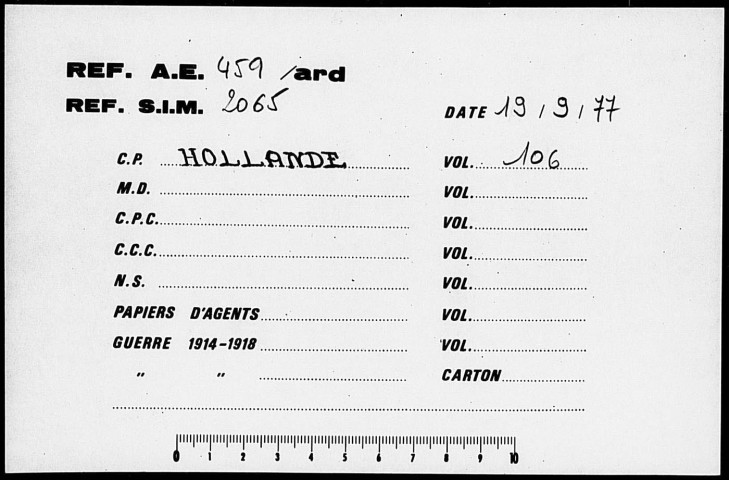 REF. A.E. 459 /ard
REF. S.I.M. 2065
DATE 19 / 9 / 77
C.P. HOLLANDE VOL. 106
M.D. VOL.
C.P.C. VOL.
C.C.C. VOL.
N.S. VOL.
PAPIERS D'AGENTS VOL.
GUERRE 1914-1918 VOL.
" " CARTON
0 1 2 3 4 5 6 7 8 9 10